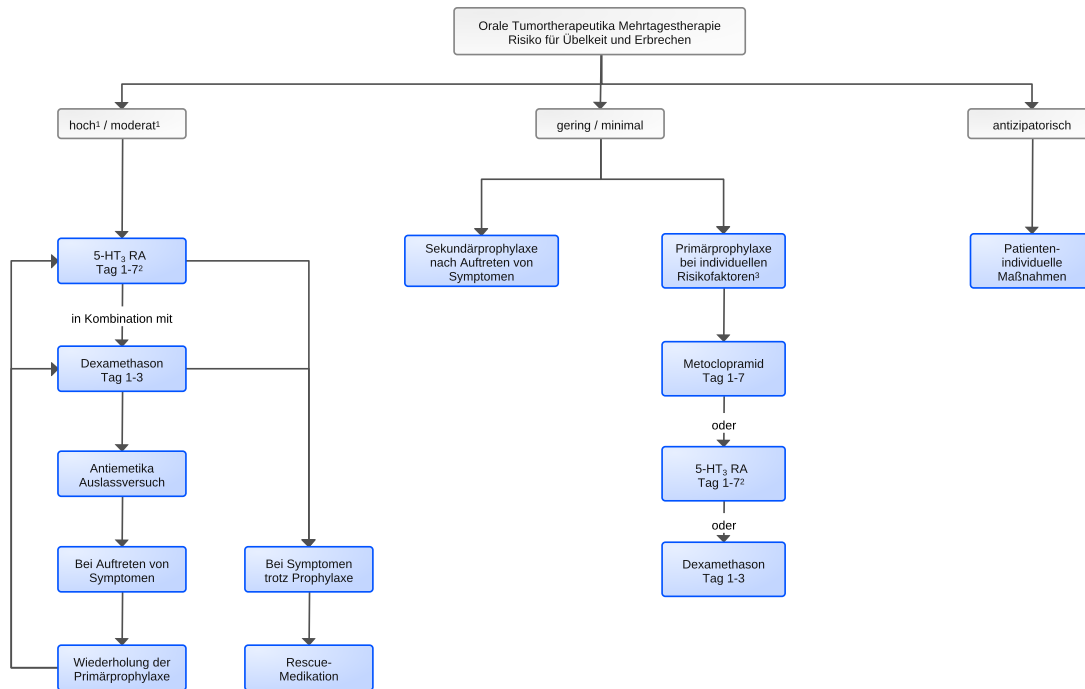 Orale Tumortherapeutika Mehrtagestherapie
Risiko für Übelkeit und Erbrechen
hoch¹ / moderat¹
gering / minimal
antizipatorisch
5-HT₃ RA
Tag 1-7²
in Kombination mit
Dexamethason
Tag 1-3
Antiemetika
Auslassversuch
Bei Auftreten von
Symptomen
Wiederholung der
Primärprophylaxe
Bei Symptomen
trotz Prophylaxe
Rescue-
Medikation
Sekundärprophylaxe
nach Auftreten von
Symptomen
Primärprophylaxe
bei individuellen
Risikofaktoren³
Metoclopramid
Tag 1-7
oder
5-HT₃ RA
Tag 1-7²
oder
Dexamethason
Tag 1-3
Patienten-
individuelle
Maßnahmen